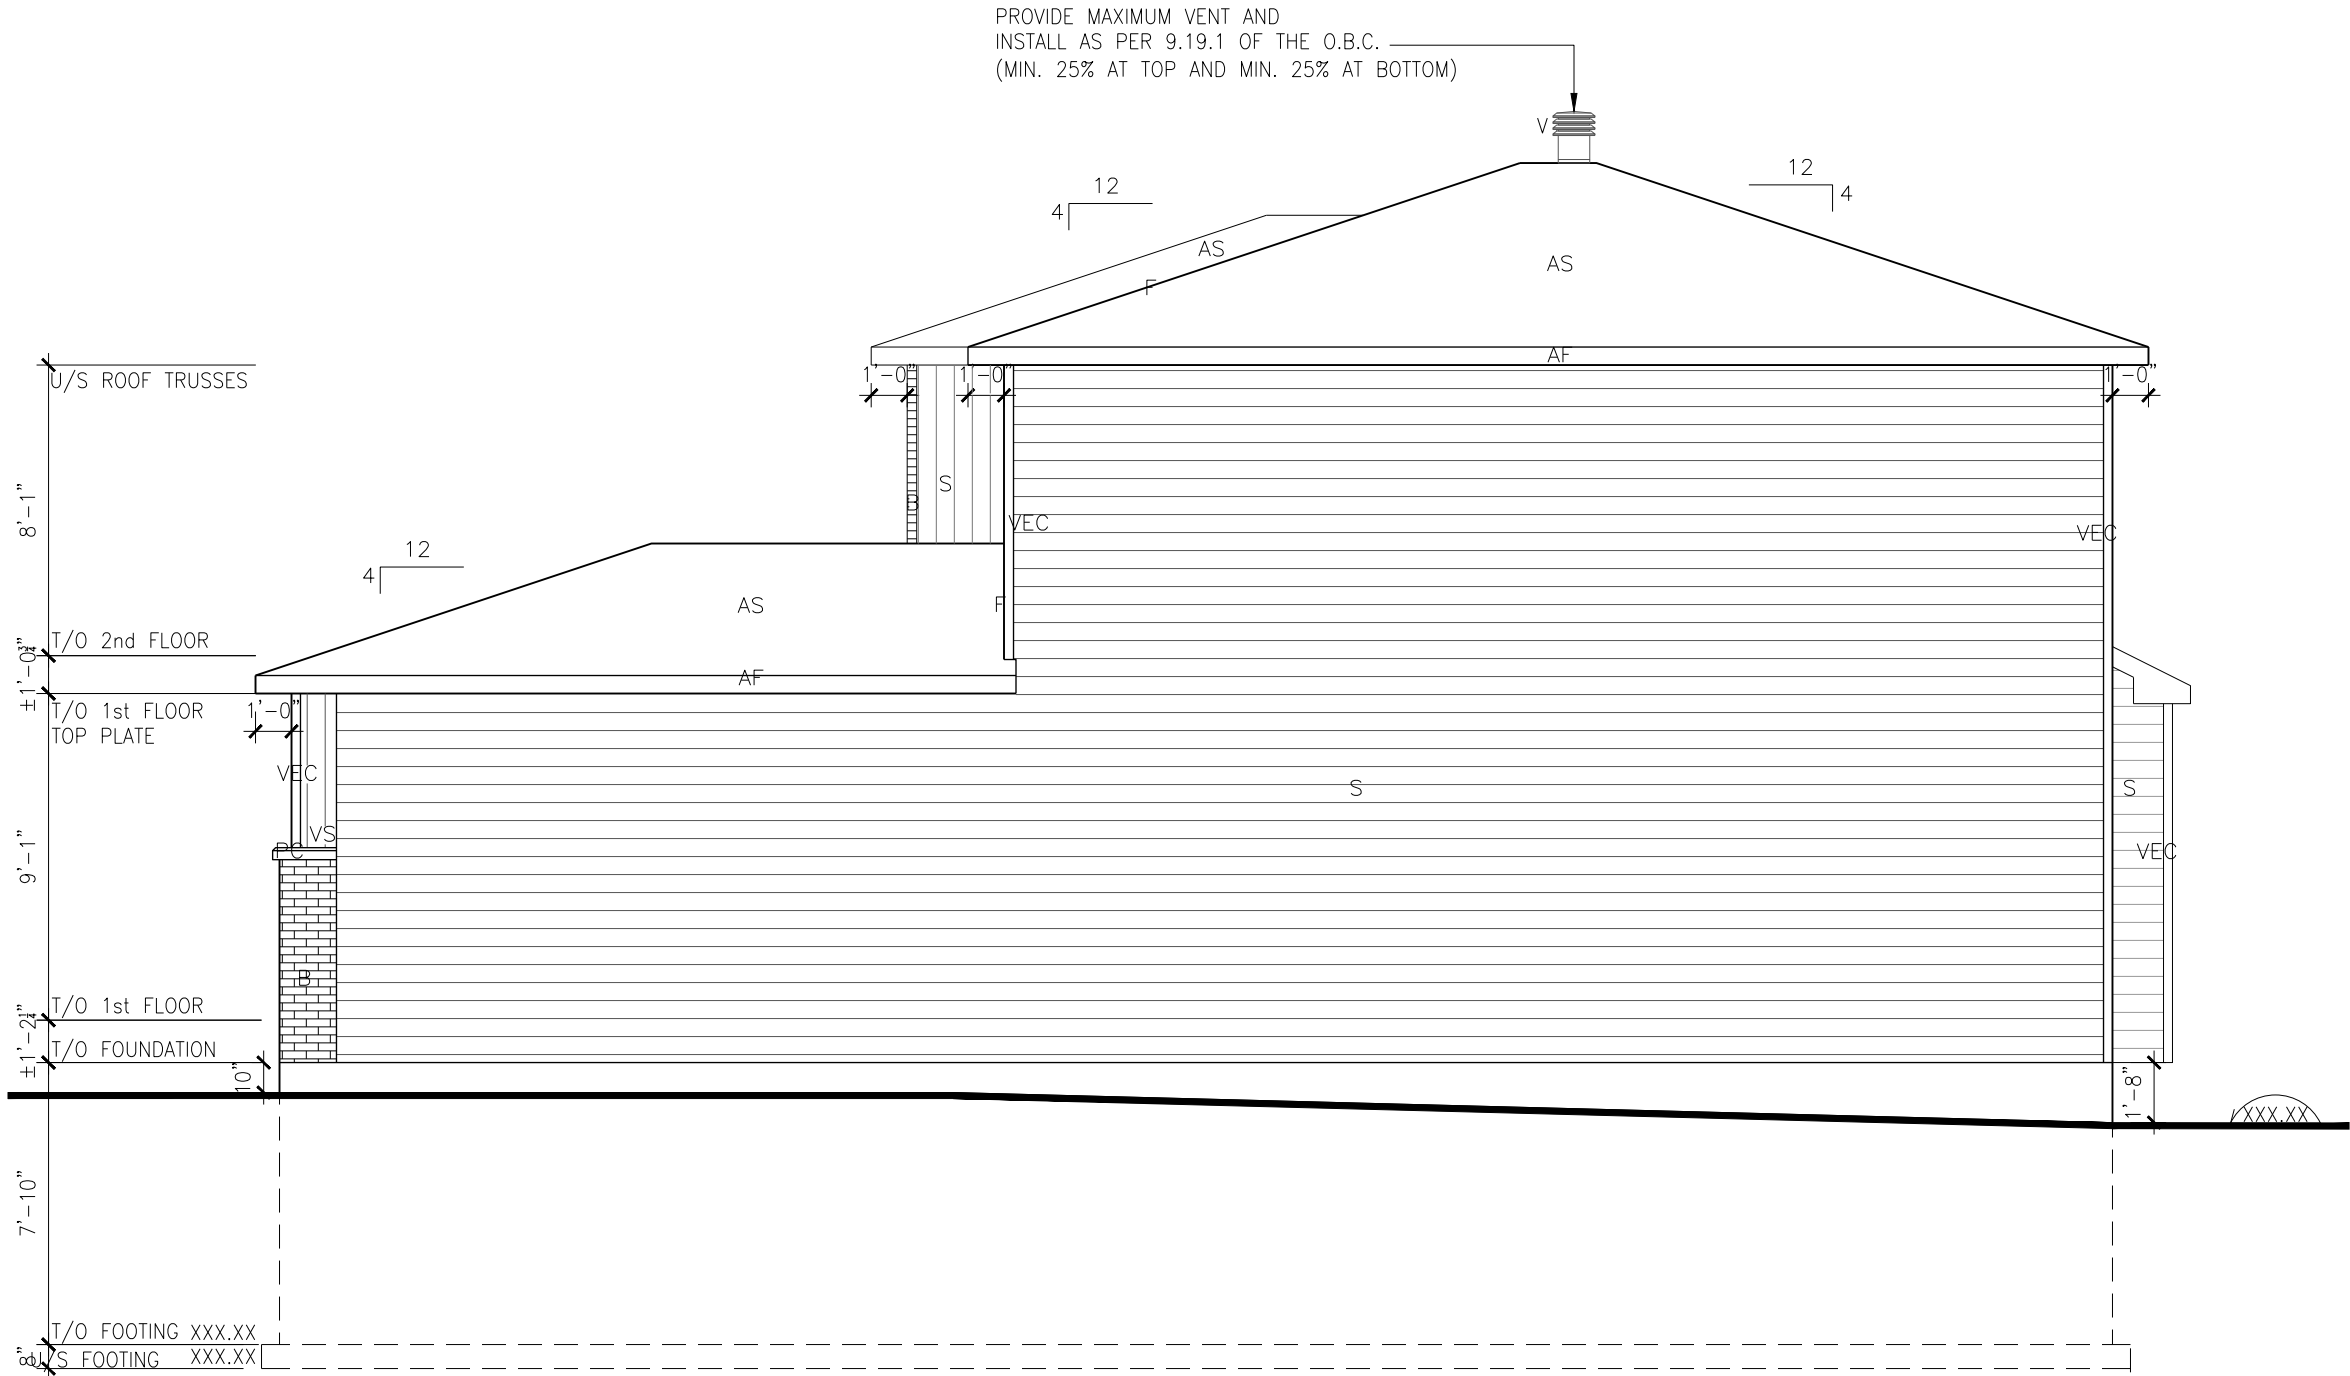 PROVIDE MAXIMUM VENT AND
INSTALL AS PER 9.19.1 OF THE O.B.C.
(MIN. 25% AT TOP AND MIN. 25% AT BOTTOM)
V
12
4
12
4
AS
AS
F
AF
U/S ROOF TRUSSES
1'-0"
1'-0"
1'-0"
8'-1"
S
B
VEC
VEC
12
4
AS
F
T/O 2nd FLOOR
±1'-0¾"
AF
T/O 1st FLOOR
TOP PLATE
1'-0"
VEC
S
S
VS
PC
VEC
9'-1"
B
T/O 1st FLOOR
±1'-2¼"
T/O FOUNDATION
10"
1'-8"
XXX.XX
7'-10"
T/O FOOTING XXX.XX
U/S FOOTING XXX.XX
8"